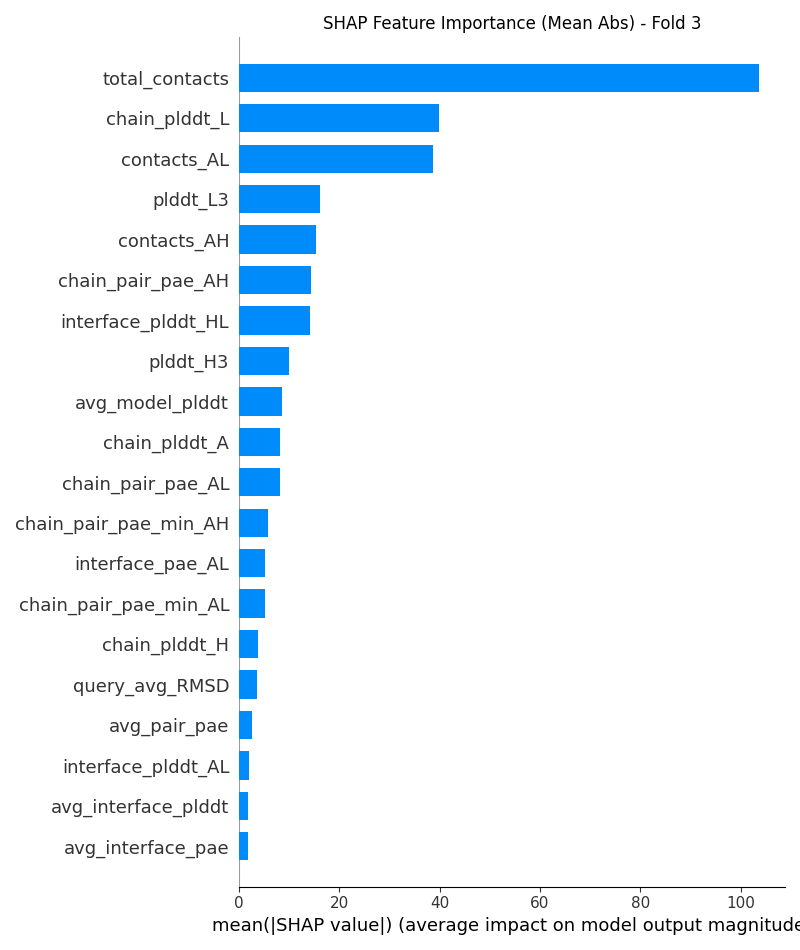 SHAP Feature Importance (Mean Abs) - Fold 3
total_contacts
chain_plddt_L
contacts_AL
plddt_L3
contacts_AH
chain_pair_pae_AH
interface_plddt_HL
plddt_H3
avg_model_plddt
chain_plddt_A
chain_pair_pae_AL
chain_pair_pae_min_AH
interface_pae_AL
chain_pair_pae_min_AL
chain_plddt_H
query_avg_RMSD
avg_pair_pae
interface_plddt_AL
avg_interface_plddt
avg_interface_pae
0 20 40 60 80 100
mean(|SHAP value|) (average impact on model output magnitude